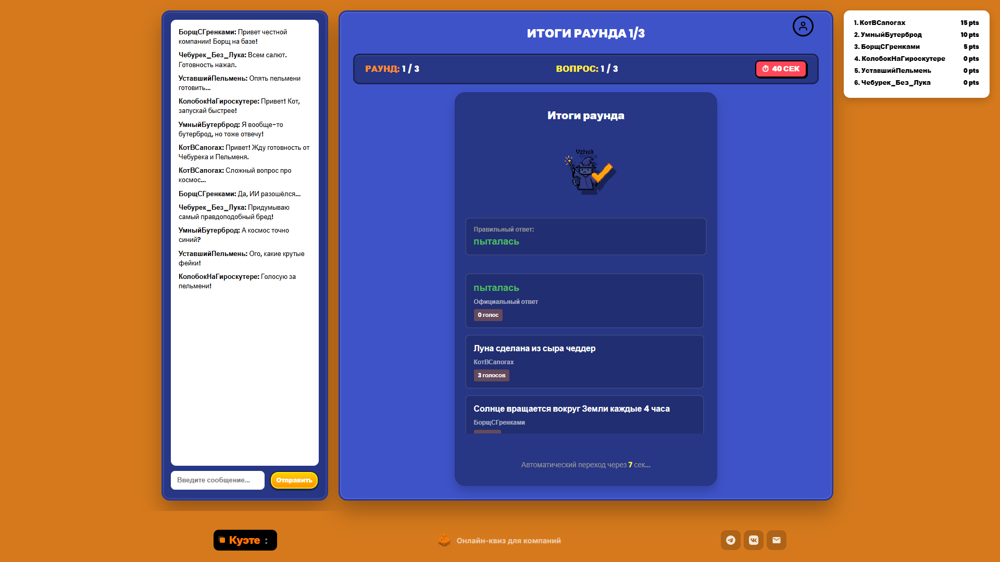 БорщСГренками: Привет честной
компании! Борщ на базе!
Чебурек_Без_Лука: Всем салют.
Готовность нажал.
УставшийПельмень: Опять пельмени
готовить...
КолобокНаГироскутере: Привет! Кот,
запускай быстрее!
УмныйБутерброд: Я вообще-то
бутерброд, но тоже отвечу!
КотВСапогах: Привет! Жду готовность от
Чебурека и Пельменя.
КотВСапогах: Сложный вопрос про
космос...
БорщСГренками: Да, ИИ разошёлся...
Чебурек_Без_Лука: Придумываю
самый правдоподобный бред!
УмныйБутерброд: А космос точно
синий?
УставшийПельмень: Ого, какие крутые
фейки!
КолобокНаГироскутере: Голосую за
пельмени!
Введите сообщение...
Отправить
ИТОГИ РАУНДА 1/3
РАУНД: 1 / 3
ВОПРОС: 1 / 3
⏱ 40 СЕК
Итоги раунда
Vzhuh
Правильный ответ:
пыталась
пыталась
Официальный ответ
0 голос
Луна сделана из сыра чеддер
КотВСапогах
3 голосов
Солнце вращается вокруг Земли каждые 4 часа
БорщСГренками
Автоматический переход через 7 сек...
1. КотВСапогах 15 pts
2. УмныйБутерброд 10 pts
3. БорщСГренками 5 pts
4. КолобокНаГироскутере 0 pts
5. УставшийПельмень 0 pts
6. Чебурек_Без_Лука 0 pts
Куэте :
Онлайн-квиз для компаний